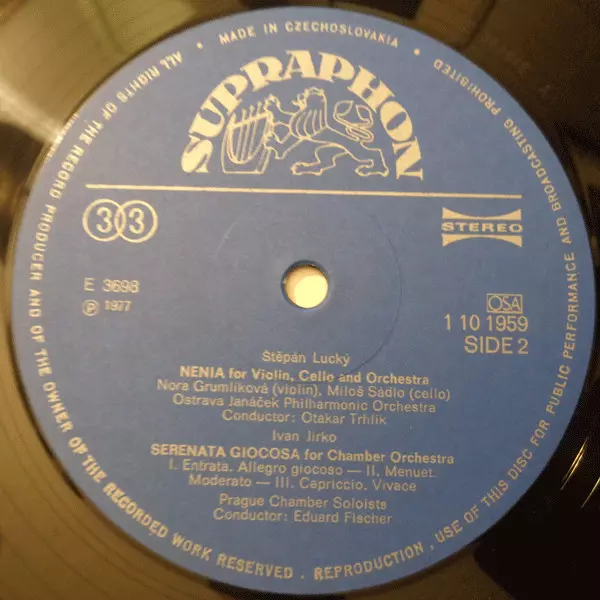 ALL RIGHTS OF THE RECORD PRODUCER AND OF THE OWNER OF THE RECORDED WORK RESERVED . REPRODUCTION , USE OF THIS DISC FOR PUBLIC PERFORMANCE AND BROADCASTING PROHIBITED
• MADE IN CZECHOSLOVAKIA •
SUPRAPHON
33
STEREO
E 3698
Ⓟ 1977
OSA
1 10 1959
SIDE 2
Štěpán Lucký
NENIA for Violin, Cello and Orchestra
Nora Grumlíková (violin), Miloš Sádlo (cello)
Ostrava Janáček Philharmonic Orchestra
Conductor: Otakar Trhlík
Ivan Jirko
SERENATA GIOCOSA for Chamber Orchestra
I. Entrata. Allegro giocoso — II. Menuet.
Moderato — III. Capriccio. Vivace
Prague Chamber Soloists
Conductor: Eduard Fischer